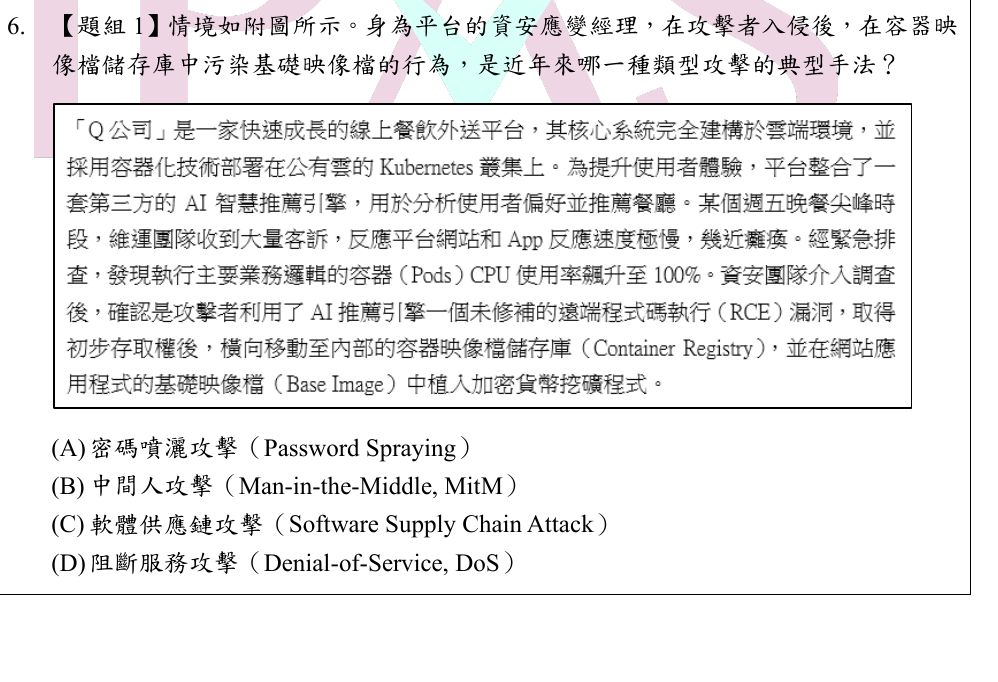 6. 【題組 1】情境如附圖所示。身為平台的資安應變經理,在攻擊者入侵後,在容器映
像檔儲存庫中污染基礎映像檔的行為,是近年來哪一種類型攻擊的典型手法?
「Q 公司」是一家快速成長的線上餐飲外送平台,其核心系統完全建構於雲端環境,並
採用容器化技術部署在公有雲的 Kubernetes 叢集上。為提升使用者體驗,平台整合了一
套第三方的 AI 智慧推薦引擎,用於分析使用者偏好並推薦餐廳。某個週五晚餐尖峰時
段,維運團隊收到大量客訴,反應平台網站和 App 反應速度極慢,幾近癱瘓。經緊急排
查,發現執行主要業務邏輯的容器(Pods)CPU 使用率飆升至 100%。資安團隊介入調查
後,確認是攻擊者利用了 AI 推薦引擎一個未修補的遠端程式碼執行(RCE)漏洞,取得
初步存取權後,橫向移動至內部的容器映像檔儲存庫(Container Registry),並在網站應
用程式的基礎映像檔(Base Image)中植入加密貨幣挖礦程式。
(A) 密碼噴灑攻擊(Password Spraying)
(B) 中間人攻擊(Man-in-the-Middle, MitM)
(C) 軟體供應鏈攻擊(Software Supply Chain Attack)
(D) 阻斷服務攻擊(Denial-of-Service, DoS)